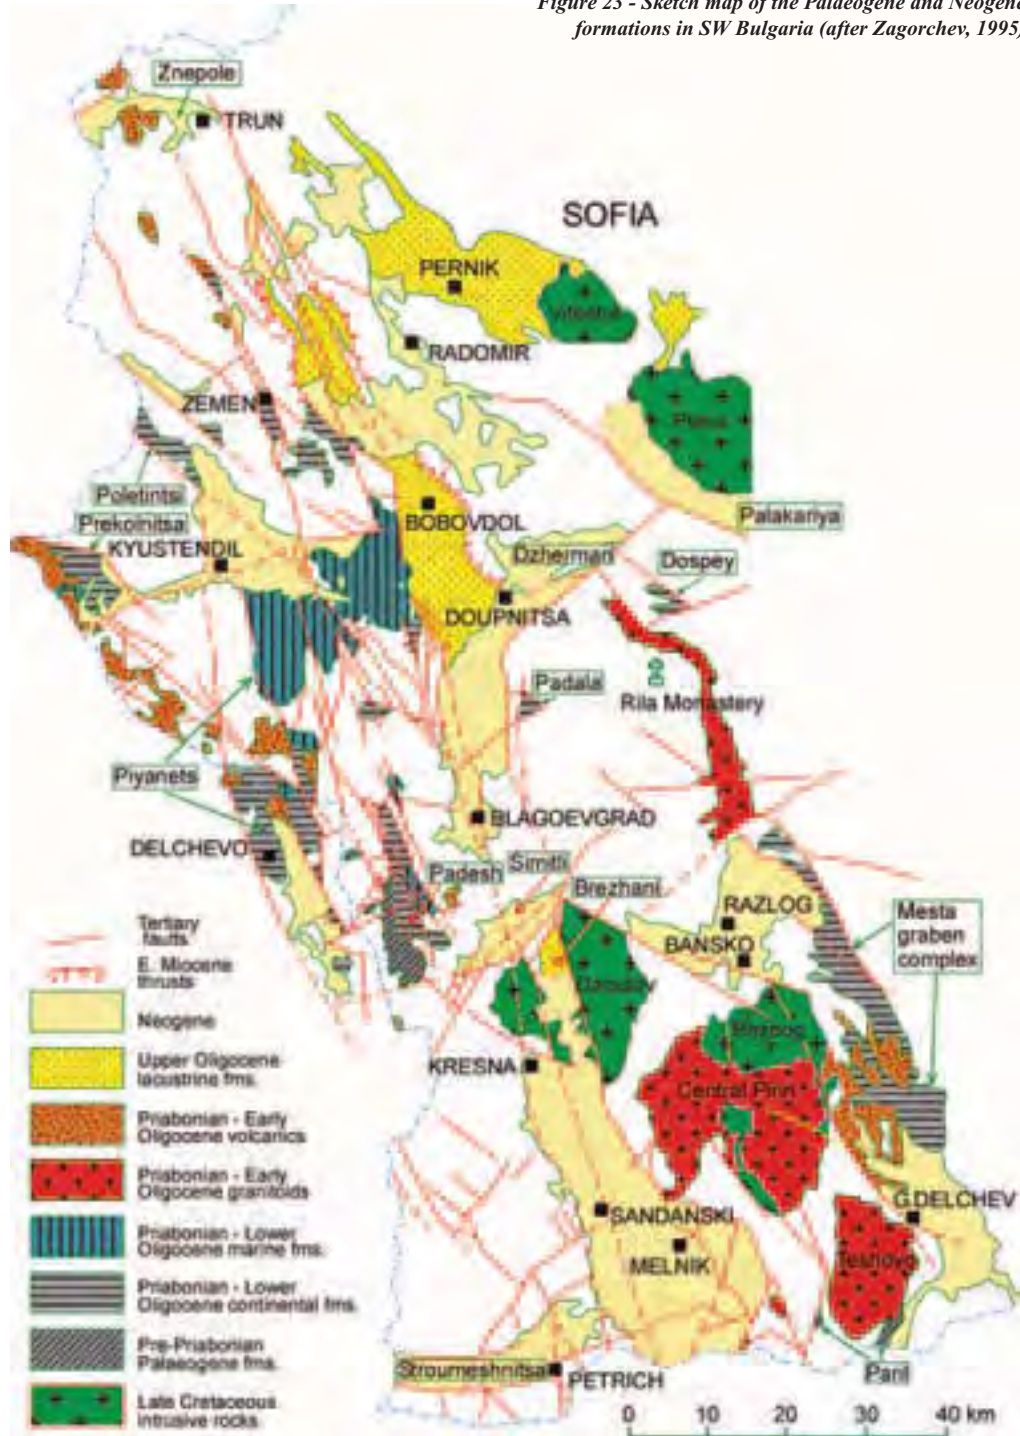 Figure 23 - Sketch map of the Palaeogene and Neogene
formations in SW Bulgaria (after Zagorchev, 1995)
Znepole
TRUN
SOFIA
PERNIK
Vitosha
RADOMIR
ZEMEN
Plana
Poletintsi
Prekolnitsa
KYUSTENDIL
BOBOVDOL
Palakariya
Dzherman
Dospey
DOUPNITSA
Padala
Rila Monastery
Piyanets
BLAGOEVGRAD
DELCHEVO
Simitli
Padesh
Brezhani
RAZLOG
BANSKO
Mesta
graben
complex
KRESNA
Central Pirin
G.DELCHEV
SANDANSKI
MELNIK
Teshovo
Stroumeshnitsa
PETRICH
Paril
Tertiary
faults
E. Miocene
thrusts
Neogene
Upper Oligocene
lacustrine fms.
Priabonian - Early
Oligocene volcanics
Priabonian - Early
Oligocene granitoids
Priabonian - Lower
Oligocene marine fms.
Priabonian - Lower
Oligocene continental fms.
Pre-Priabonian
Palaeogene fms.
Late Cretaceous
intrusive rocks
0 10 20 30 40 km